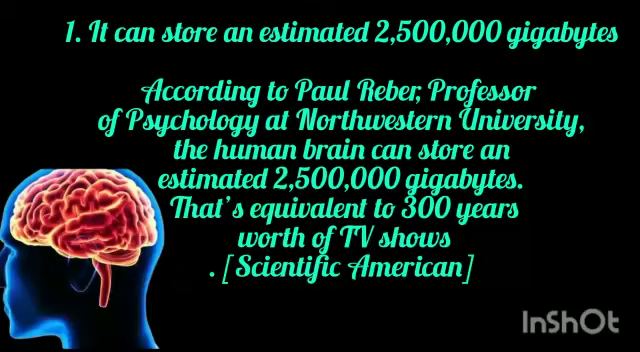 1. It can store an estimated 2,500,000 gigabytes
According to Paul Reber, Professor
of Psychology at Northwestern University,
the human brain can store an
estimated 2,500,000 gigabytes.
That's equivalent to 300 years
worth of TV shows
. [Scientific American]
InShOt